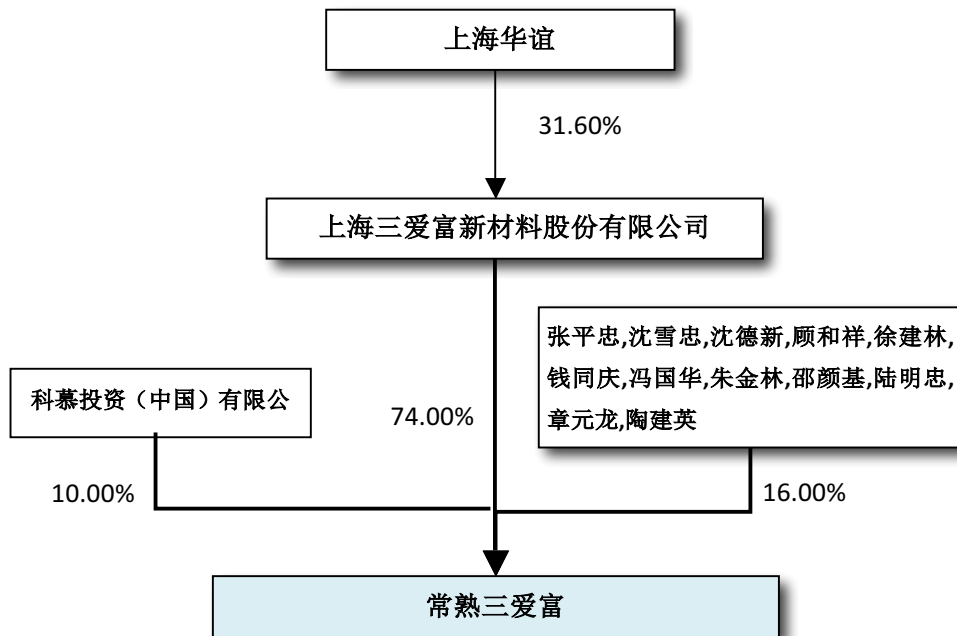 上海华谊
31.60%
上海三爱富新材料股份有限公司
张平忠,沈雪忠,沈德新,顾和祥,徐建林,
钱同庆,冯国华,朱金林,邵颜基,陆明忠,
章元龙,陶建英
科慕投资（中国）有限公
74.00%
10.00%
16.00%
常熟三爱富